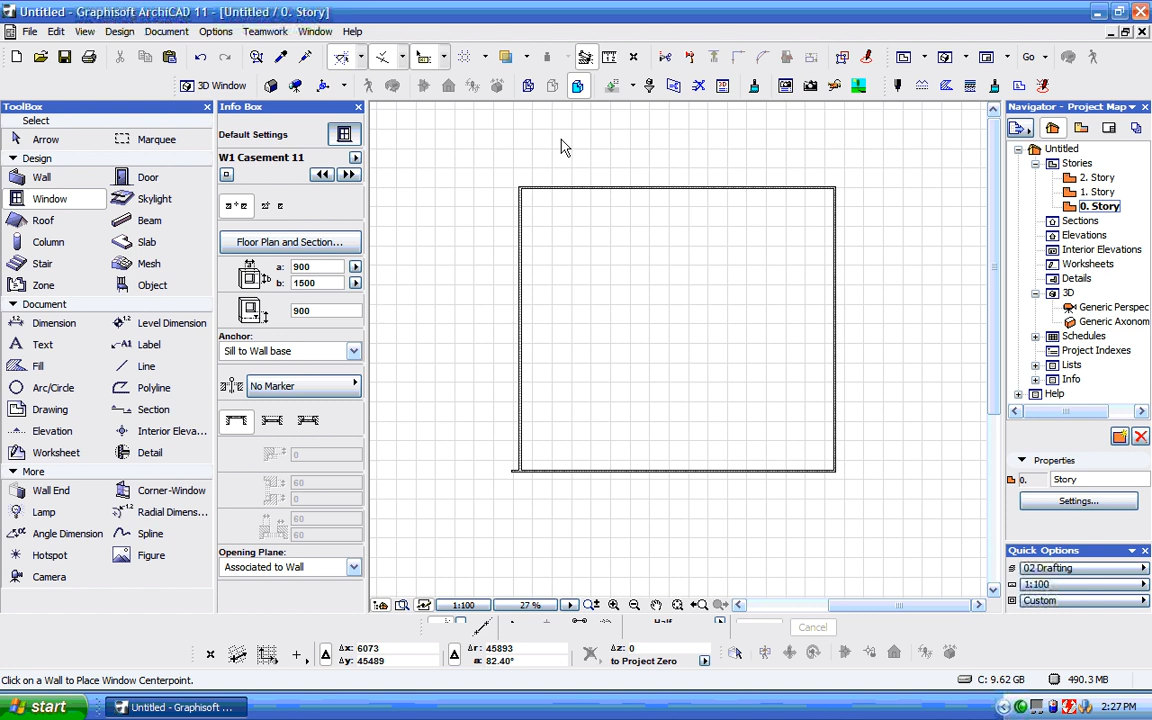 Untitled - Graphisoft ArchiCAD 11 - [Untitled / 0. Story]
File Edit View Design Document Options Teamwork Window Help
Go
3D Window
ToolBox
Select
Arrow Marquee
Design
Wall Door
Window Skylight
Roof Beam
Column Slab
Stair Mesh
Zone Object
Document
Dimension Level Dimension
Text A1 Label
Fill Line
Arc/Circle Polyline
Drawing Section
Elevation Interior Eleva...
Worksheet Detail
More
Wall End Corner-Window
Lamp Radial Dimens...
Angle Dimension Spline
Hotspot Figure
Camera
Info Box
Default Settings
W1 Casement 11
Floor Plan and Section...
a: 900
b: 1500
900
Anchor:
Sill to Wall base
No Marker
0
60
0
60
0
Opening Plane:
Associated to Wall
1:100 27 %
Half
Cancel
Δx: 6073 Δr: 45893 Δz: 0
Δy: 45489 α: 82.40° to Project Zero
Navigator - Project Map
Untitled
Stories
2. Story
1. Story
0. Story
Sections
Elevations
Interior Elevations
Worksheets
Details
3D
Generic Perspec
Generic Axonom
Schedules
Project Indexes
Lists
Info
Help
Properties
0. Story
Settings...
Quick Options
02 Drafting
1:100
Custom
Click on a Wall to Place Window Centerpoint.
C: 9.62 GB 490.3 MB
start
Untitled - Graphisoft ...
2:27 PM